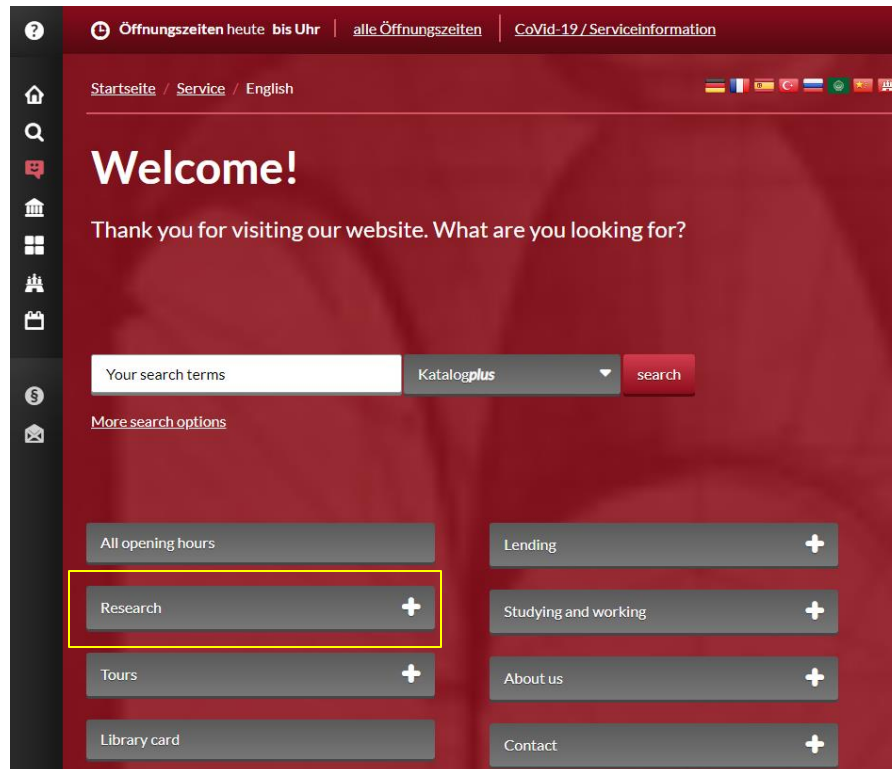 Öffnungszeiten heute bis Uhr alle Öffnungszeiten CoVid-19 / Serviceinformation
Startseite / Service / English
Welcome!
Thank you for visiting our website. What are you looking for?
Your search terms Katalogplus search
More search options
All opening hours
Lending
Research
Studying and working
Tours
About us
Library card
Contact